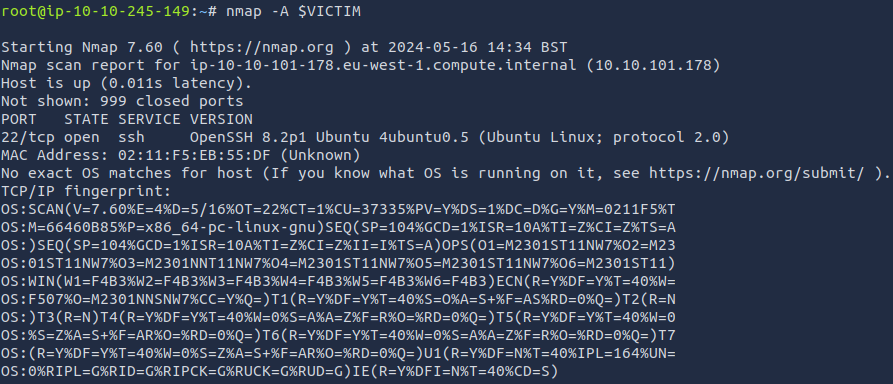 root@ip-10-10-245-149:~# nmap -A $VICTIM
Starting Nmap 7.60 ( https://nmap.org ) at 2024-05-16 14:34 BST
Nmap scan report for ip-10-10-101-178.eu-west-1.compute.internal (10.10.101.178)
Host is up (0.011s latency).
Not shown: 999 closed ports
PORT   STATE SERVICE VERSION
22/tcp open  ssh     OpenSSH 8.2p1 Ubuntu 4ubuntu0.5 (Ubuntu Linux; protocol 2.0)
MAC Address: 02:11:F5:EB:55:DF (Unknown)
No exact OS matches for host (If you know what OS is running on it, see https://nmap.org/submit/ ).
TCP/IP fingerprint:
OS:SCAN(V=7.60%E=4%D=5/16%OT=22%CT=1%CU=37335%PV=Y%DS=1%DC=D%G=Y%M=0211F5%T
OS:M=66460B85%P=x86_64-pc-linux-gnu)SEQ(SP=104%GCD=1%ISR=10A%TI=Z%CI=Z%TS=A
OS:)SEQ(SP=104%GCD=1%ISR=10A%TI=Z%CI=Z%II=I%TS=A)OPS(O1=M2301ST11NW7%O2=M23
OS:01ST11NW7%O3=M2301NNT11NW7%O4=M2301ST11NW7%O5=M2301ST11NW7%O6=M2301ST11)
OS:WIN(W1=F4B3%W2=F4B3%W3=F4B3%W4=F4B3%W5=F4B3%W6=F4B3)ECN(R=Y%DF=Y%T=40%W=
OS:F507%O=M2301NNSNW7%CC=Y%Q=)T1(R=Y%DF=Y%T=40%S=O%A=S+%F=AS%RD=0%Q=)T2(R=N
OS:)T3(R=N)T4(R=Y%DF=Y%T=40%W=0%S=A%A=Z%F=R%O=%RD=0%Q=)T5(R=Y%DF=Y%T=40%W=0
OS:%S=Z%A=S+%F=AR%O=%RD=0%Q=)T6(R=Y%DF=Y%T=40%W=0%S=A%A=Z%F=R%O=%RD=0%Q=)T7
OS:(R=Y%DF=Y%T=40%W=0%S=Z%A=S+%F=AR%O=%RD=0%Q=)U1(R=Y%DF=N%T=40%IPL=164%UN=
OS:0%RIPL=G%RID=G%RIPCK=G%RUCK=G%RUD=G)IE(R=Y%DFI=N%T=40%CD=S)